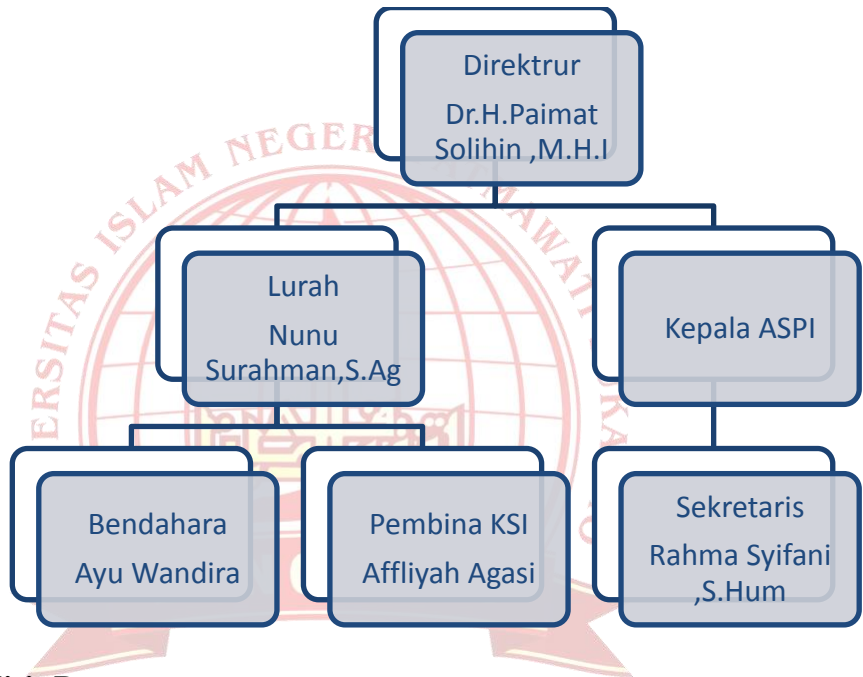 Direktrur
Dr.H.Paimat
Solihin ,M.H.I
Lurah
Nunu
Surahman,S.Ag
Kepala ASPI
Bendahara
Ayu Wandira
Pembina KSI
Affliyah Agasi
Sekretaris
Rahma Syifani
,S.Hum